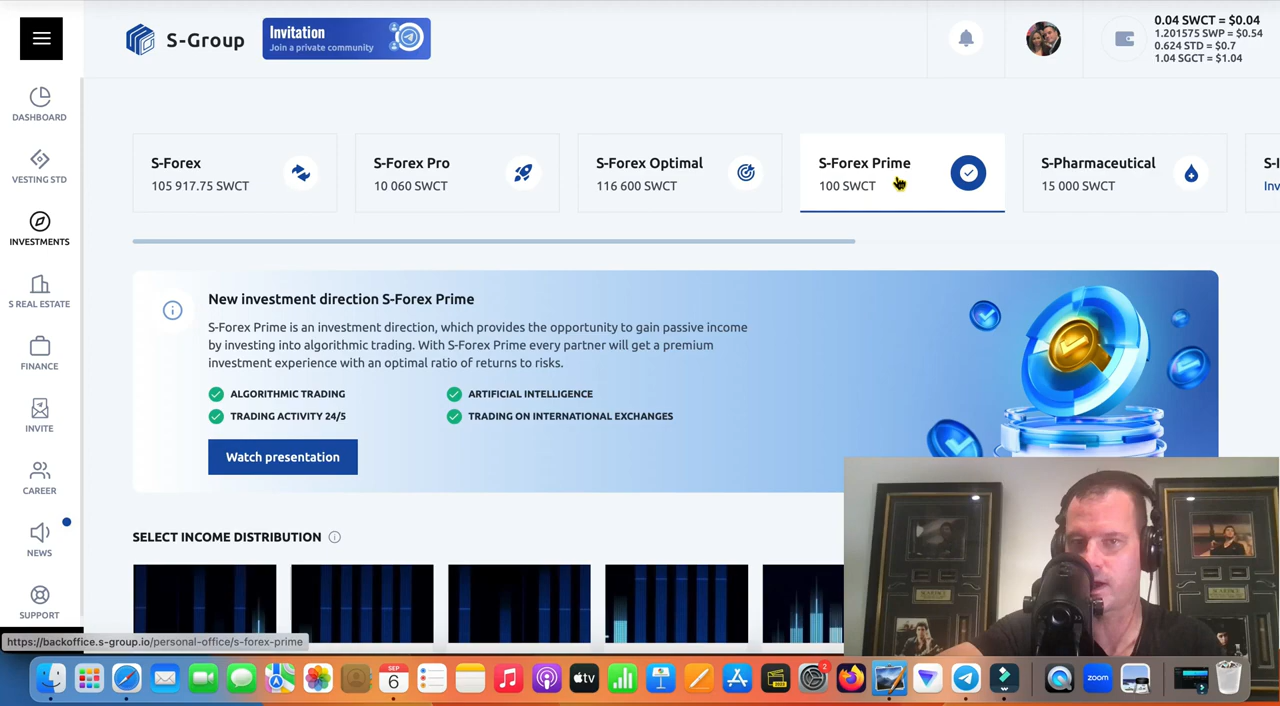 S-Group
Invitation
Join a private community
0.04 SWCT = $0.04
1.201575 SWP = $0.54
0.624 STD = $0.7
1.04 SGCT = $1.04
DASHBOARD
VESTING STD
INVESTMENTS
S REAL ESTATE
FINANCE
INVITE
CAREER
NEWS
SUPPORT
S-Forex
105 917.75 SWCT
S-Forex Pro
10 060 SWCT
S-Forex Optimal
116 600 SWCT
S-Forex Prime
100 SWCT
S-Pharmaceutical
15 000 SWCT
S-I
Inv
New investment direction S-Forex Prime
S-Forex Prime is an investment direction, which provides the opportunity to gain passive income
by investing into algorithmic trading. With S-Forex Prime every partner will get a premium
investment experience with an optimal ratio of returns to risks.
ALGORITHMIC TRADING
ARTIFICIAL INTELLIGENCE
TRADING ACTIVITY 24/5
TRADING ON INTERNATIONAL EXCHANGES
Watch presentation
SELECT INCOME DISTRIBUTION
https://backoffice.s-group.io/personal-office/s-forex-prime
SEP
6
tv
2
zoom